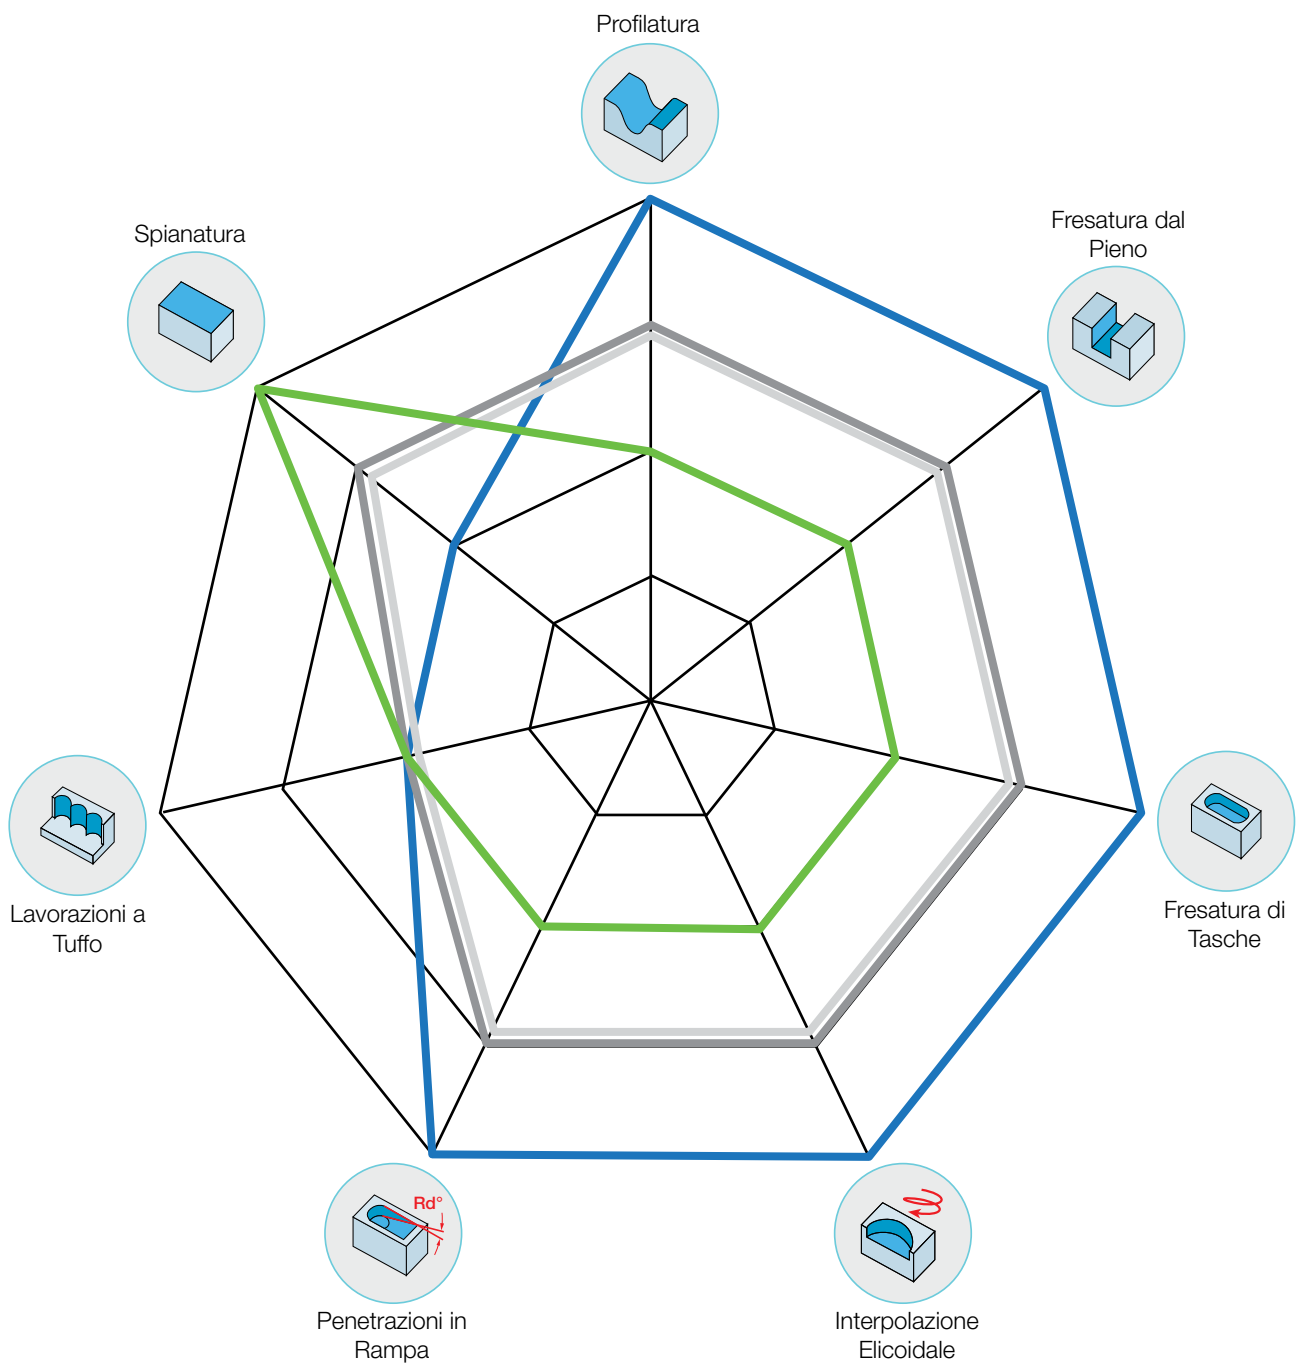 Profilatura
Fresatura dal
Pieno
Spianatura
Fresatura di
Tasche
Lavorazioni a
Tuffo
Rd°
Penetrazioni in
Rampa
Interpolazione
Elicoidale